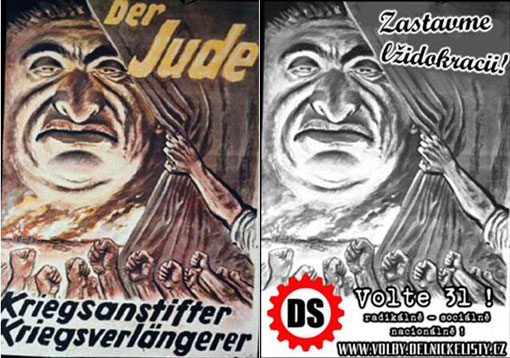 Der
Jude
Kriegsanstifter
Kriegsverlängerer
Zastavme
lžidokracii!
DS
Volte 31 !
radikálně - sociálně
nacionálně !
WWW.VOLBY.DELNICKELISTY.CZ